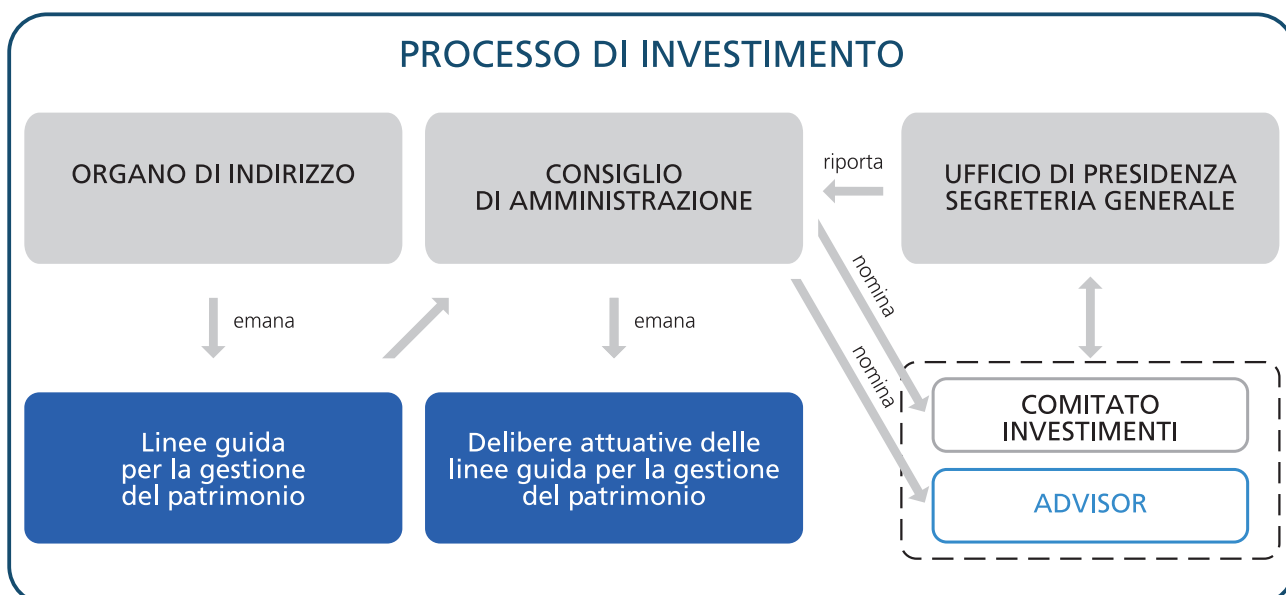 PROCESSO DI INVESTIMENTO
ORGANO DI INDIRIZZO
CONSIGLIO
DI AMMINISTRAZIONE
riporta
UFFICIO DI PRESIDENZA
SEGRETERIA GENERALE
emana
emana
nomina
nomina
Linee guida
per la gestione
del patrimonio
Delibere attuative delle
linee guida per la gestione
del patrimonio
COMITATO
INVESTIMENTI
ADVISOR